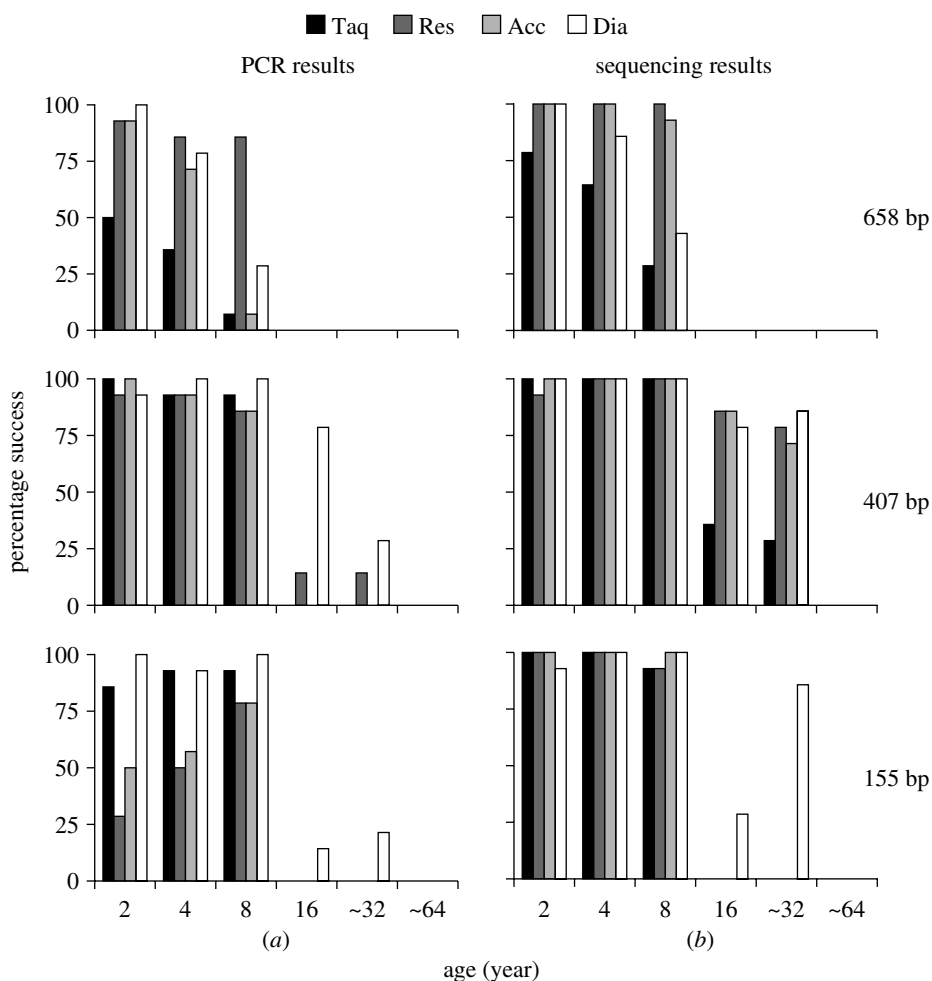 Taq Res Acc Dia
PCR results sequencing results
100
75
50
25
0
658 bp
100
75
50
25
0
407 bp
100
75
50
25
0
155 bp
percentage success
2 4 8 16 ~32 ~64 2 4 8 16 ~32 ~64
(a) (b)
age (year)